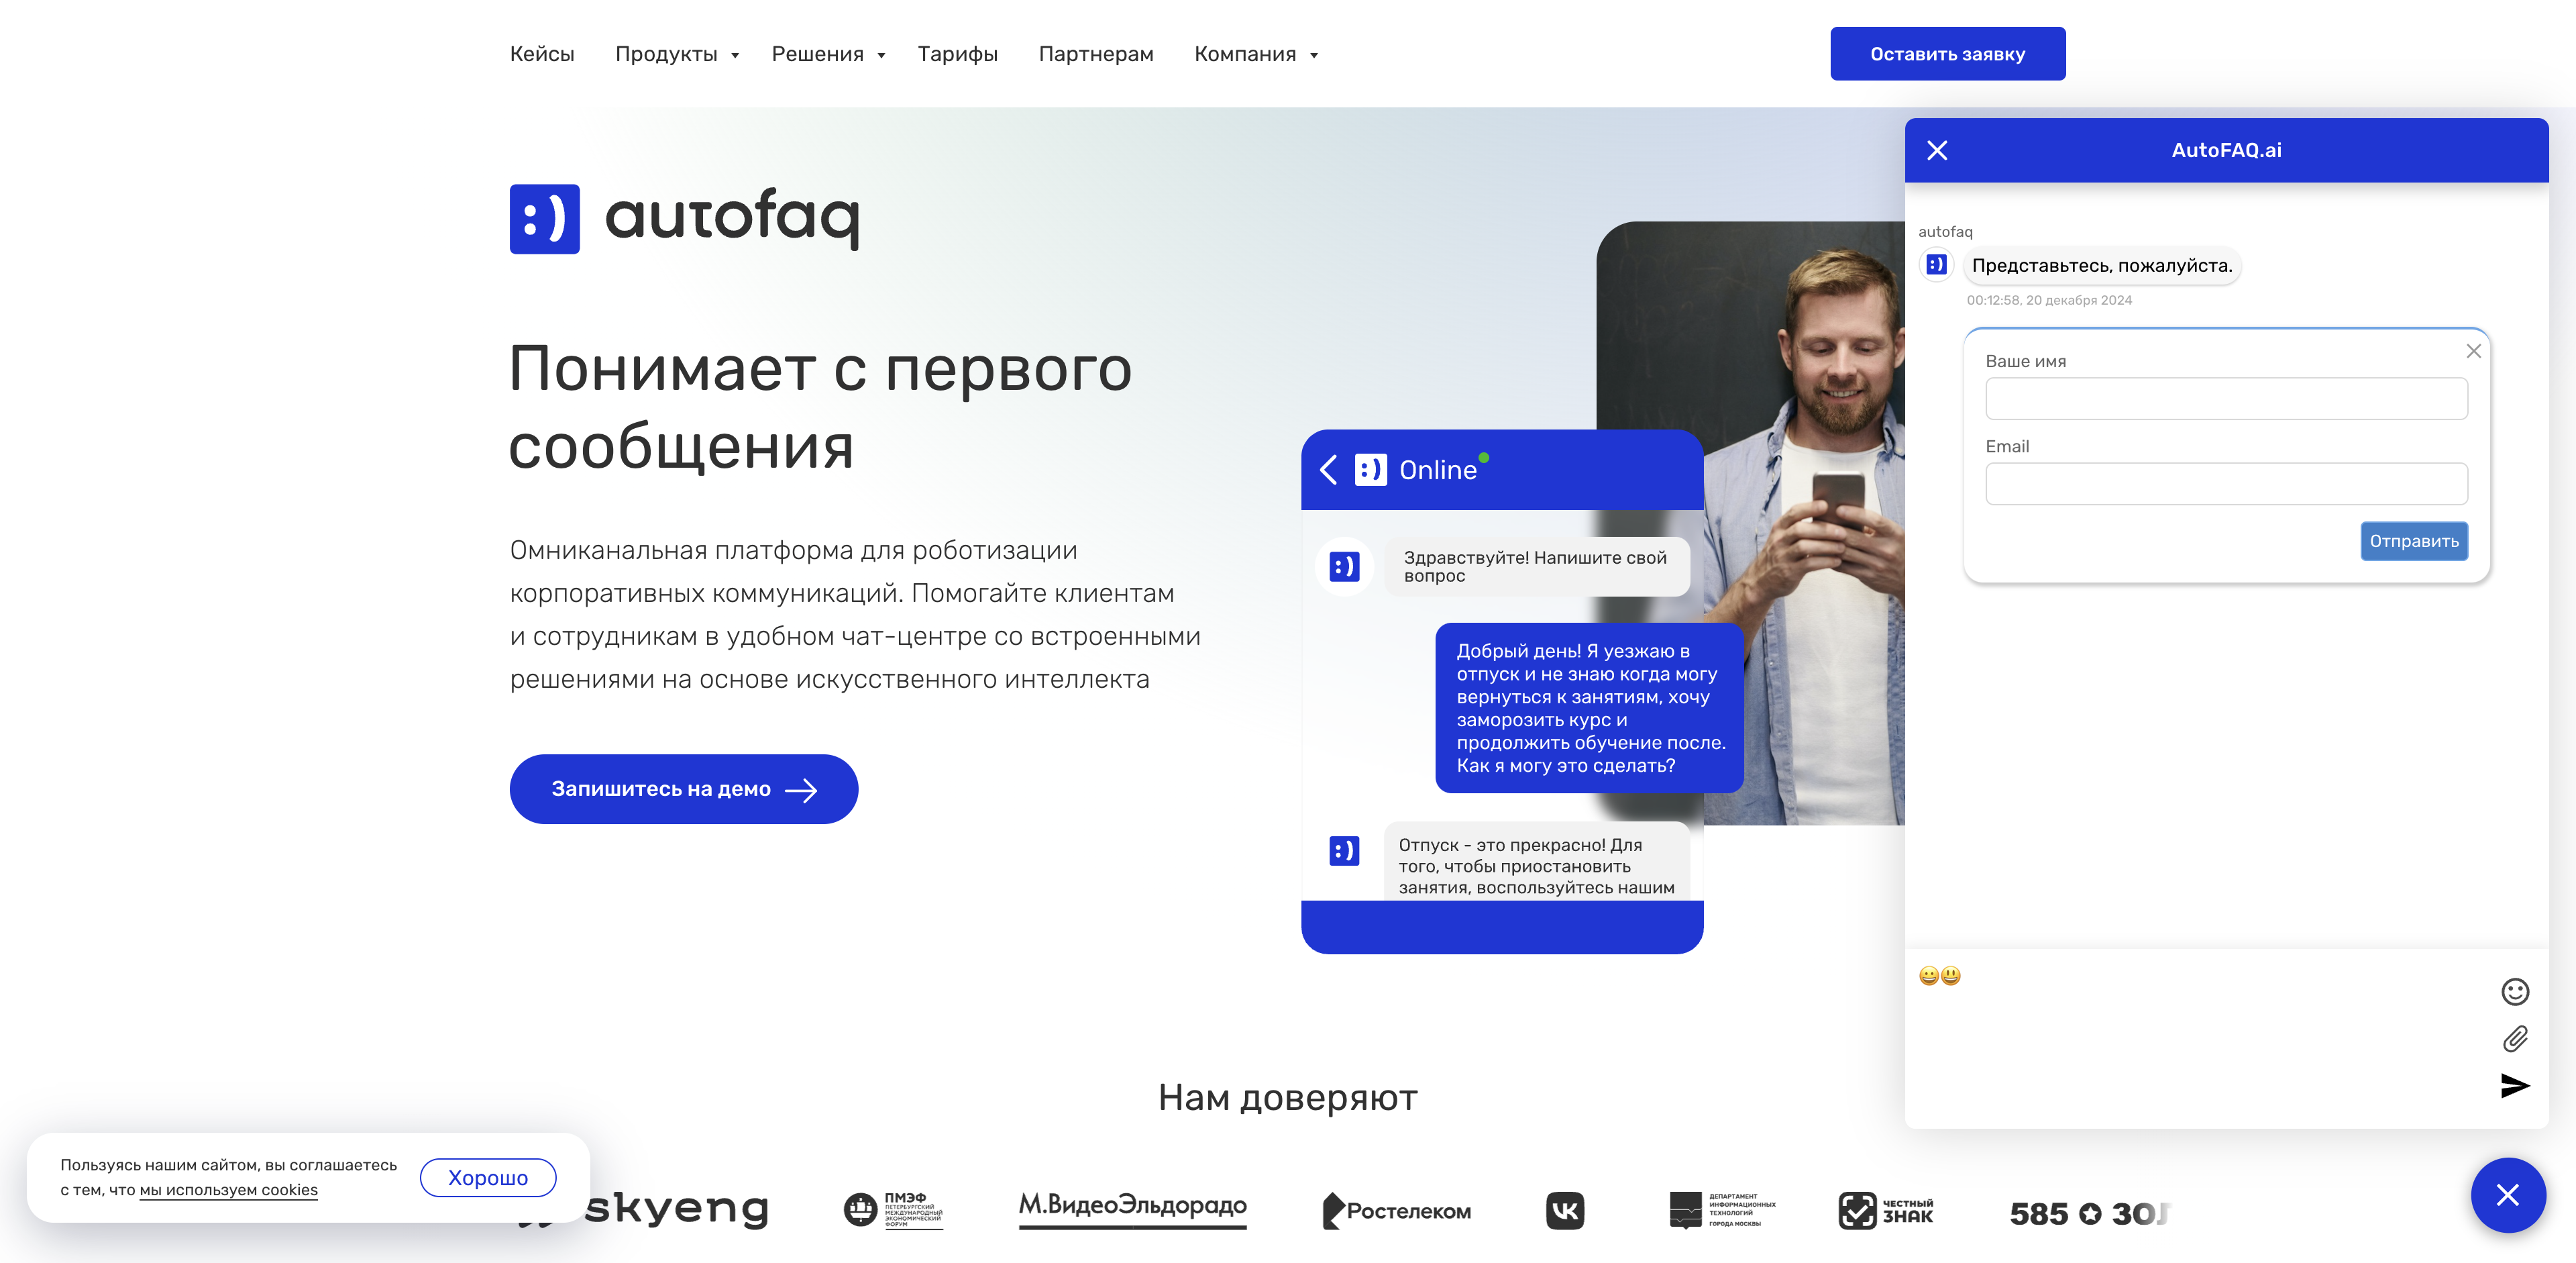 Кейсы
Продукты
Решения
Тарифы
Партнерам
Компания
Оставить заявку
:) autofaq
Понимает с первого
сообщения
Омниканальная платформа для роботизации
корпоративных коммуникаций. Помогайте клиентам
и сотрудникам в удобном чат-центре со встроенными
решениями на основе искусственного интеллекта
Запишитесь на демо
:) Online
:)
Здравствуйте! Напишите свой
вопрос
Добрый день! Я уезжаю в
отпуск и не знаю когда могу
вернуться к занятиям, хочу
заморозить курс и
продолжить обучение после.
Как я могу это сделать?
:)
Отпуск - это прекрасно! Для
того, чтобы приостановить
занятия, воспользуйтесь нашим
AutoFAQ.ai
autofaq
:)
Представьтесь, пожалуйста.
00:12:58, 20 декабря 2024
Ваше имя
Email
Отправить
😀😃
Нам доверяют
Пользуясь нашим сайтом, вы соглашаетесь
с тем, что мы используем cookies
Хорошо
skyeng
ПМЭФ
ПЕТЕРБУРГСКИЙ
МЕЖДУНАРОДНЫЙ
ЭКОНОМИЧЕСКИЙ
ФОРУМ
М.ВидеоЭльдорадо
Ростелеком
VK
ДЕПАРТАМЕНТ
ИНФОРМАЦИОННЫХ
ТЕХНОЛОГИЙ
ГОРОДА МОСКВЫ
ЧЕСТНЫЙ
ЗНАК
585 ЗОЛ